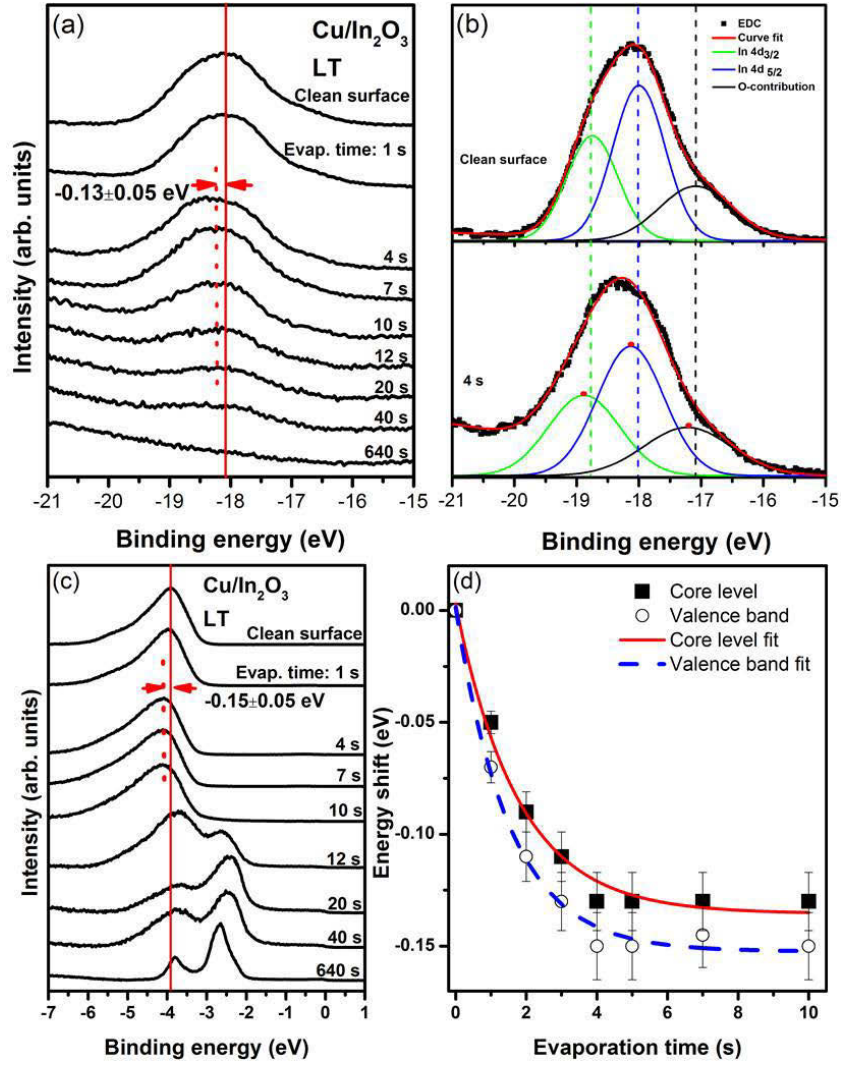 (a)
Cu/In₂O₃
LT
Clean surface
Evap. time: 1 s
-0.13±0.05 eV
4 s
7 s
10 s
12 s
20 s
40 s
640 s
Intensity (arb. units)
-21 -20 -19 -18 -17 -16 -15
Binding energy (eV)
(b)
EDC
Curve fit
In 4d₃/₂
In 4d ₅/₂
O-contribution
Clean surface
4 s
-21 -20 -19 -18 -17 -16 -15
Binding energy (eV)
(c)
Cu/In₂O₃
LT
Clean surface
Evap. time: 1 s
-0.15±0.05 eV
4 s
7 s
10 s
12 s
20 s
40 s
640 s
Intensity (arb. units)
-7 -6 -5 -4 -3 -2 -1 0 1
Binding energy (eV)
(d)
Core level
Valence band
Core level fit
Valence band fit
0.00
-0.05
-0.10
-0.15
Energy shift (eV)
0 2 4 6 8 10
Evaporation time (s)